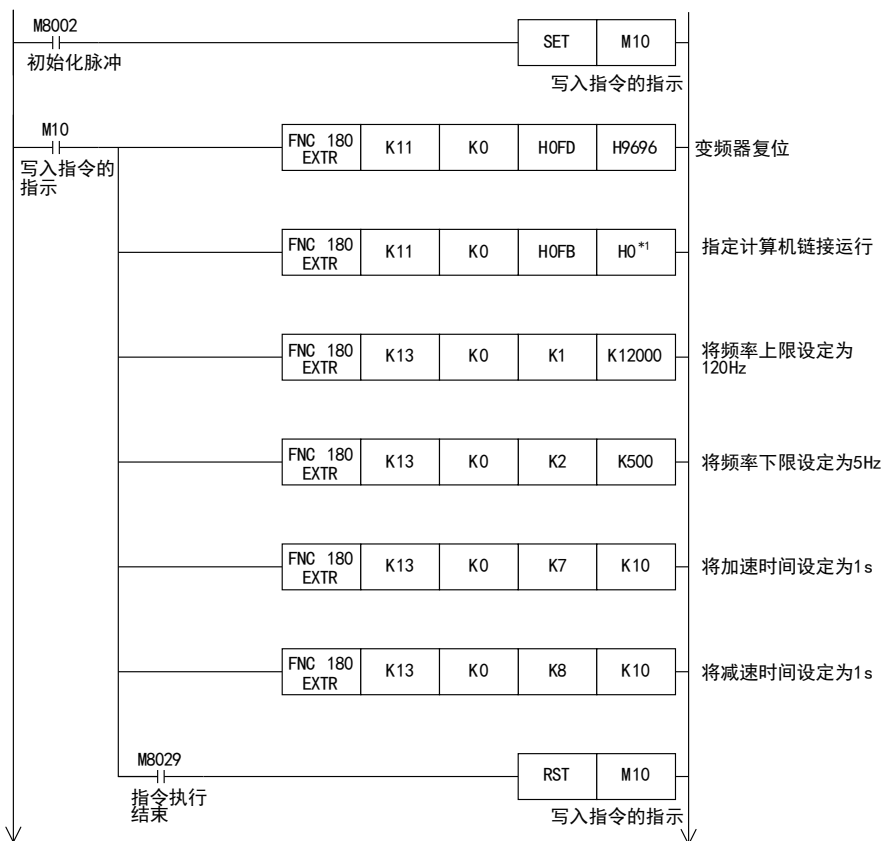 M8002
SET M10
初始化脉冲
写入指令的指示
M10
FNC 180
EXTR K11 K0 H0FD H9696 变频器复位
写入指令的
指示
FNC 180
EXTR K11 K0 H0FB H0*1 指定计算机链接运行
FNC 180
EXTR K13 K0 K1 K12000 将频率上限设定为
120Hz
FNC 180
EXTR K13 K0 K2 K500 将频率下限设定为5Hz
FNC 180
EXTR K13 K0 K7 K10 将加速时间设定为1s
FNC 180
EXTR K13 K0 K8 K10 将减速时间设定为1s
M8029
RST M10
指令执行
结束
写入指令的指示